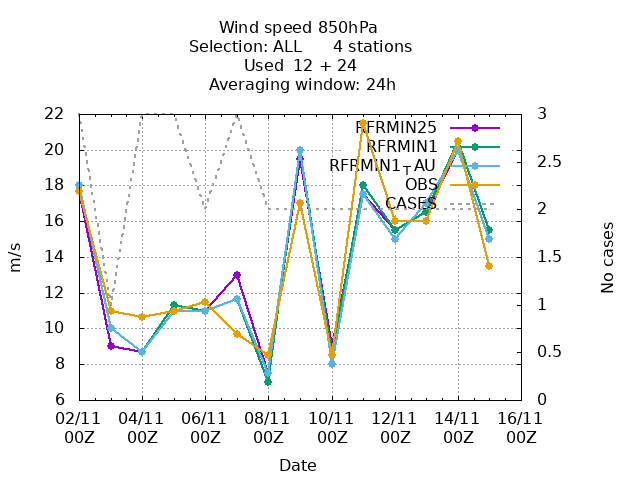 Wind speed 850hPa
Selection: ALL 4 stations
Used 12 + 24
Averaging window: 24h
22
20
18
16
14
12
10
8
6
m/s
3
2.5
2
1.5
1
0.5
0
No cases
RFRMIN25
RFRMIN1
RFRMIN1TAU
OBS
CASES
02/11 04/11 06/11 08/11 10/11 12/11 14/11 16/11
00Z 00Z 00Z 00Z 00Z 00Z 00Z 00Z
Date